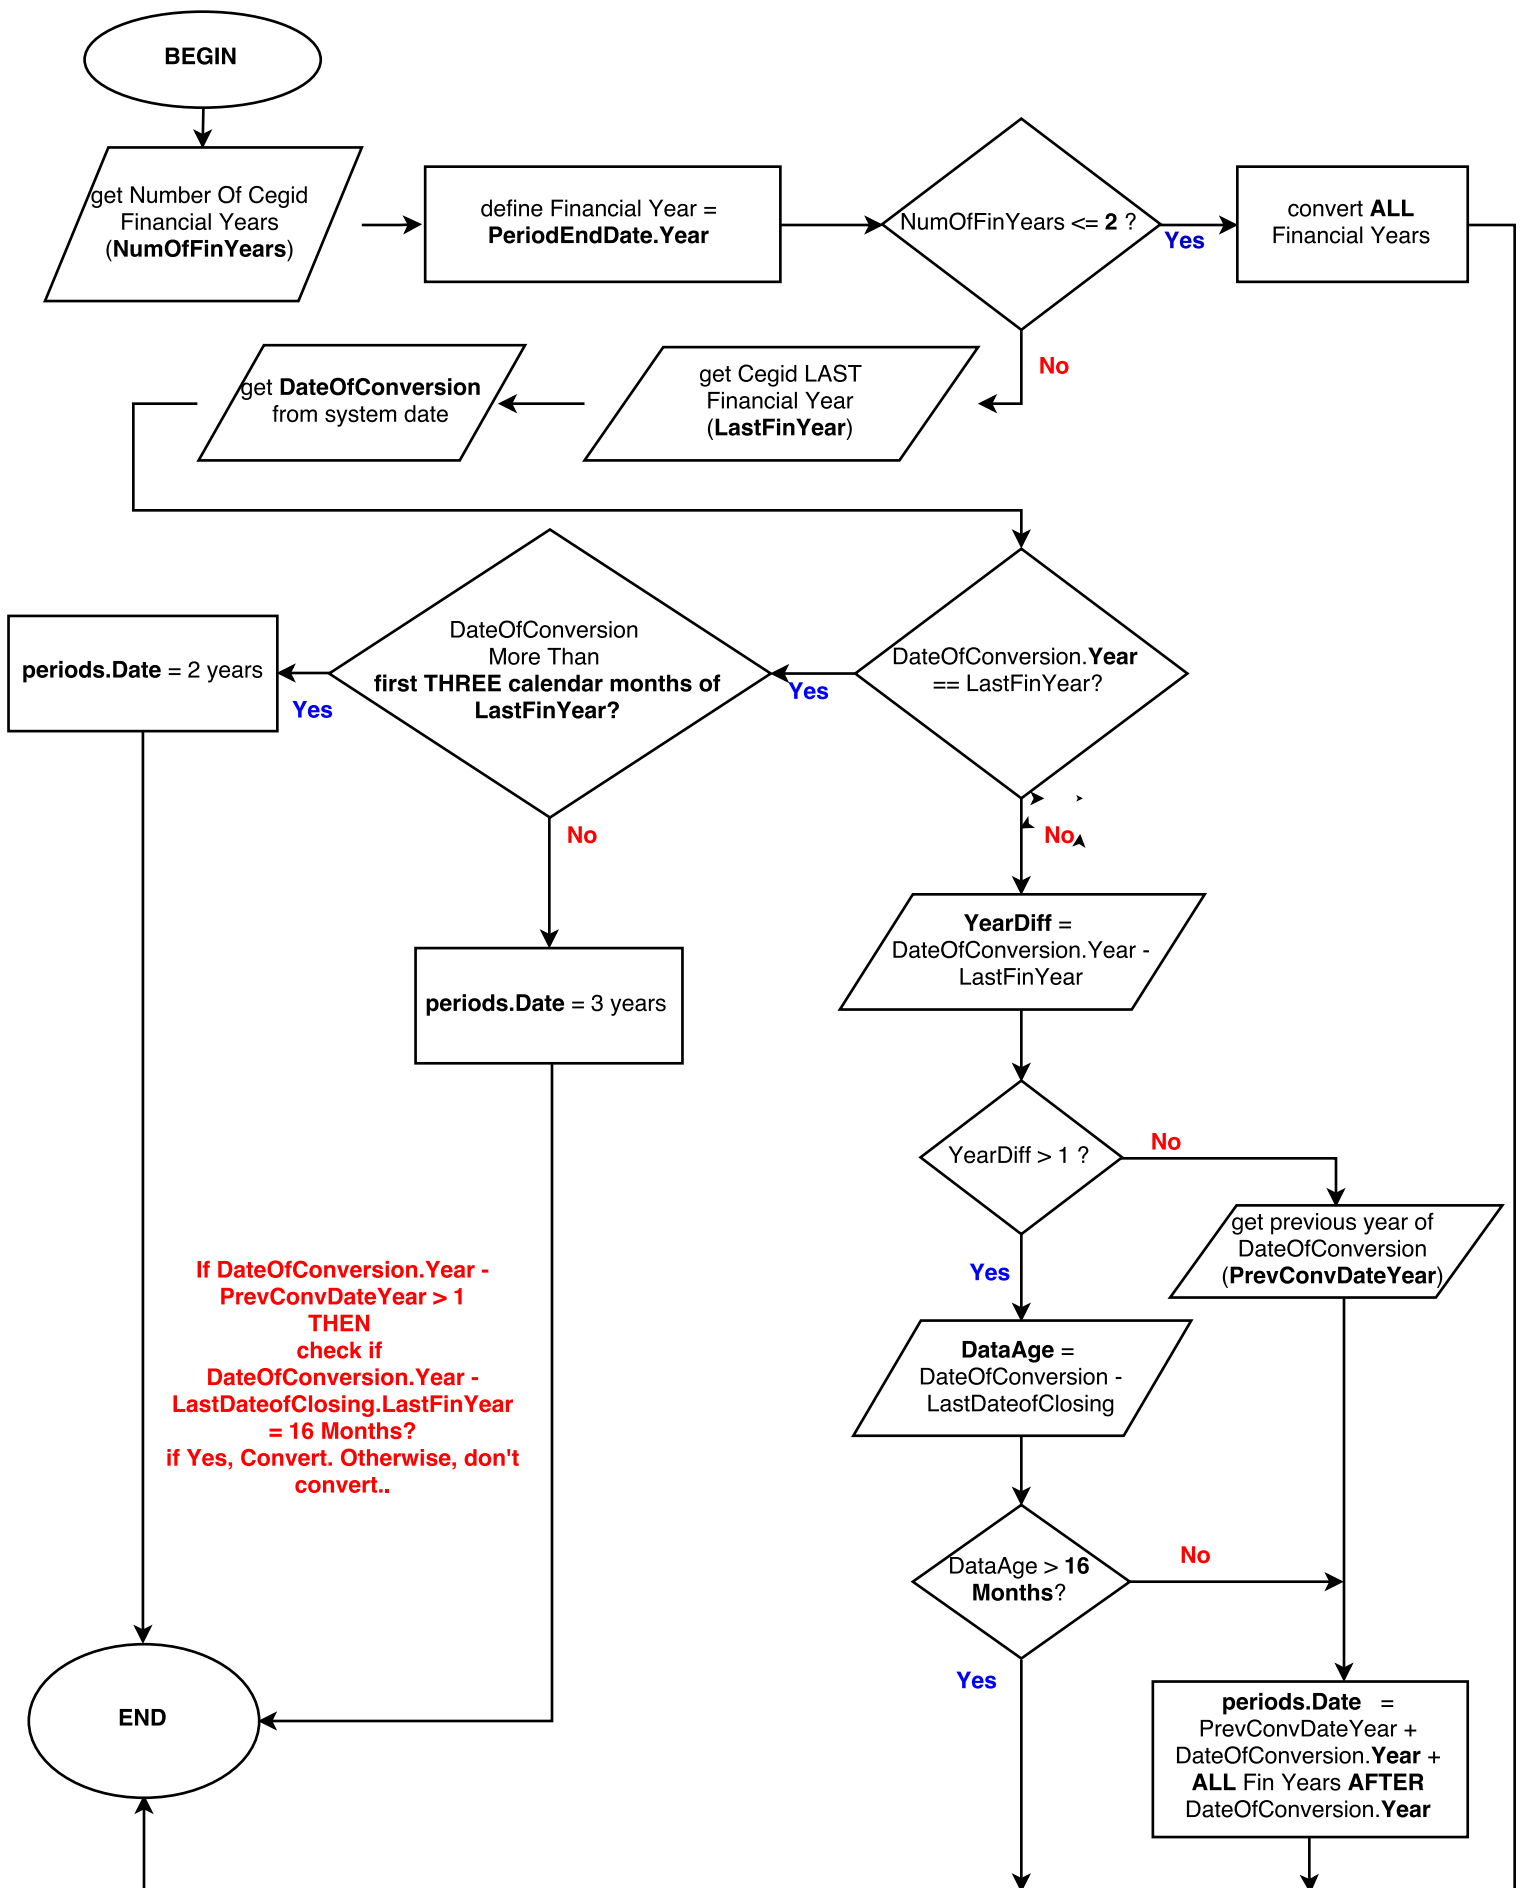 BEGIN
get Number Of Cegid
Financial Years
(NumOfFinYears)
define Financial Year =
PeriodEndDate.Year
NumOfFinYears <= 2 ?
Yes
convert ALL
Financial Years
No
get Cegid LAST
Financial Year
(LastFinYear)
get DateOfConversion
from system date
DateOfConversion.Year
== LastFinYear?
Yes
DateOfConversion
More Than
first THREE calendar months of
LastFinYear?
Yes
periods.Date = 2 years
No
periods.Date = 3 years
No
YearDiff =
DateOfConversion.Year -
LastFinYear
YearDiff > 1 ?
No
get previous year of
DateOfConversion
(PrevConvDateYear)
Yes
DataAge =
DateOfConversion -
LastDateofClosing
DataAge > 16
Months?
No
Yes
periods.Date =
PrevConvDateYear +
DateOfConversion.Year +
ALL Fin Years AFTER
DateOfConversion.Year
If DateOfConversion.Year -
PrevConvDateYear > 1
THEN
check if
DateOfConversion.Year -
LastDateofClosing.LastFinYear
= 16 Months?
if Yes, Convert. Otherwise, don't
convert..
END